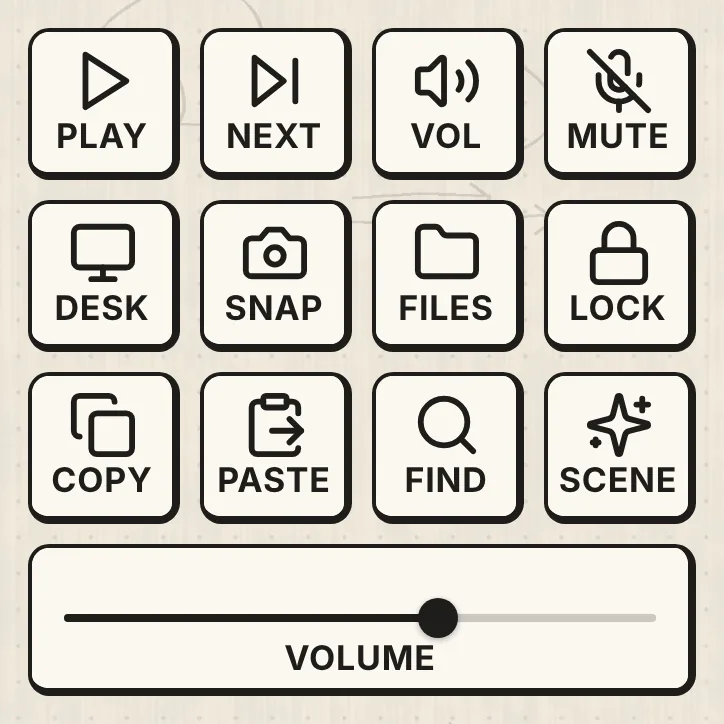 PLAY
NEXT
VOL
MUTE
DESK
SNAP
FILES
LOCK
COPY
PASTE
FIND
SCENE
VOLUME